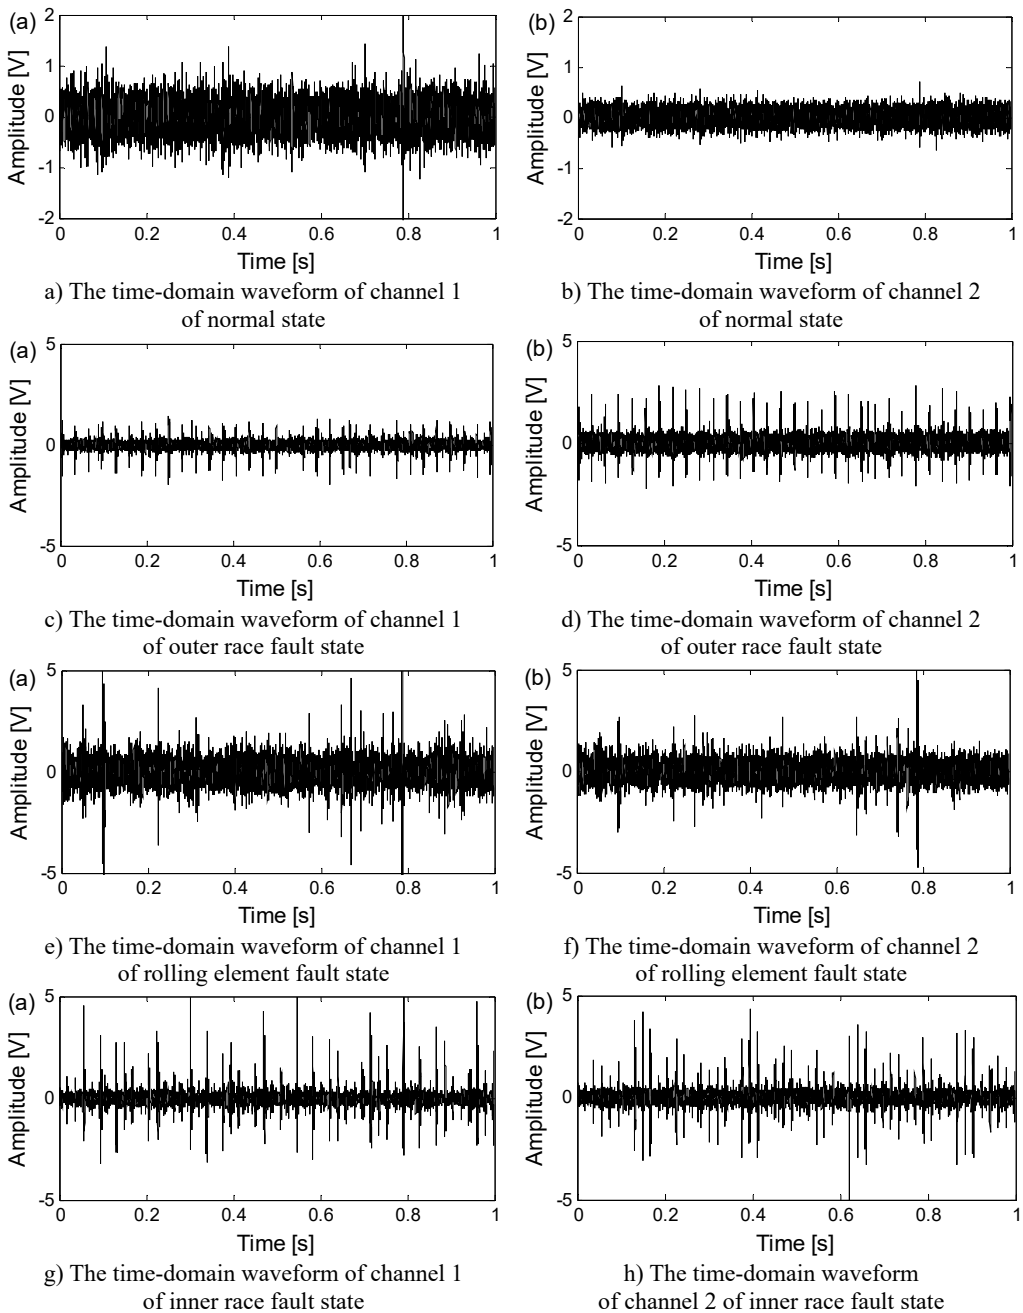 (a) 2
1
0
-1
-2
Amplitude [V]
0 0.2 0.4 0.6 0.8 1
Time [s]
a) The time-domain waveform of channel 1
of normal state
(b) 2
1
0
-1
-2
Amplitude [V]
0 0.2 0.4 0.6 0.8 1
Time [s]
b) The time-domain waveform of channel 2
of normal state
(a) 5
0
-5
Amplitude [V]
0 0.2 0.4 0.6 0.8 1
Time [s]
c) The time-domain waveform of channel 1
of outer race fault state
(b) 5
0
-5
Amplitude [V]
0 0.2 0.4 0.6 0.8 1
Time [s]
d) The time-domain waveform of channel 2
of outer race fault state
(a) 5
0
-5
Amplitude [V]
0 0.2 0.4 0.6 0.8 1
Time [s]
e) The time-domain waveform of channel 1
of rolling element fault state
(b) 5
0
-5
Amplitude [V]
0 0.2 0.4 0.6 0.8 1
Time [s]
f) The time-domain waveform of channel 2
of rolling element fault state
(a) 5
0
-5
Amplitude [V]
0 0.2 0.4 0.6 0.8 1
Time [s]
g) The time-domain waveform of channel 1
of inner race fault state
(b) 5
0
-5
Amplitude [V]
0 0.2 0.4 0.6 0.8 1
Time [s]
h) The time-domain waveform
of channel 2 of inner race fault state